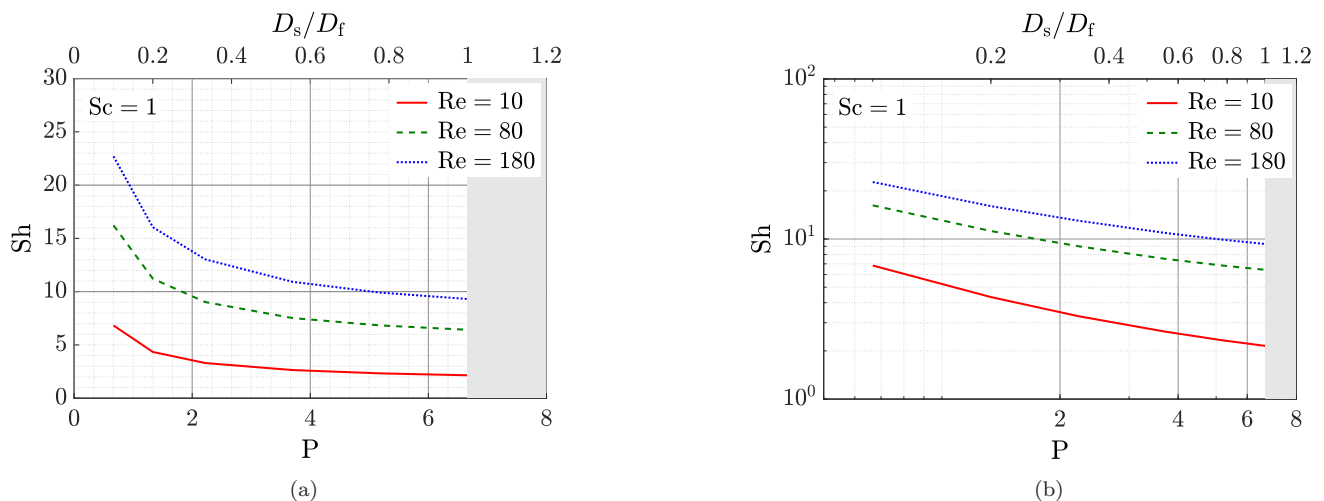 D_s/D_f
0 0.2 0.4 0.6 0.8 1 1.2
30
25
20
15
10
5
0
Sh
Sc = 1
Re = 10
Re = 80
Re = 180
0 2 4 6 8
P
(a)
D_s/D_f
0.2 0.4 0.6 0.8 1 1.2
10^2
10^1
10^0
Sh
Sc = 1
Re = 10
Re = 80
Re = 180
2 4 6 8
P
(b)